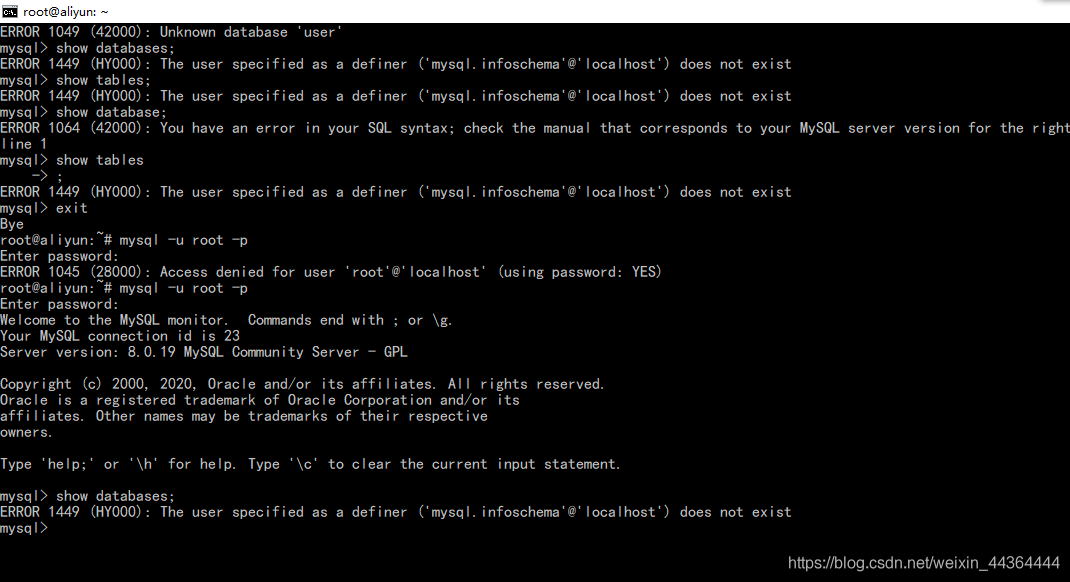 root@aliyun: ~
ERROR 1049 (42000): Unknown database 'user'
mysql> show databases;
ERROR 1449 (HY000): The user specified as a definer ('mysql.infoschema'@'localhost') does not exist
mysql> show tables;
ERROR 1449 (HY000): The user specified as a definer ('mysql.infoschema'@'localhost') does not exist
mysql> show database;
ERROR 1064 (42000): You have an error in your SQL syntax; check the manual that corresponds to your MySQL server version for the right
line 1
mysql> show tables
    -> ;
ERROR 1449 (HY000): The user specified as a definer ('mysql.infoschema'@'localhost') does not exist
mysql> exit
Bye
root@aliyun:~# mysql -u root -p
Enter password:
ERROR 1045 (28000): Access denied for user 'root'@'localhost' (using password: YES)
root@aliyun:~# mysql -u root -p
Enter password:
Welcome to the MySQL monitor.  Commands end with ; or \g.
Your MySQL connection id is 23
Server version: 8.0.19 MySQL Community Server - GPL
Copyright (c) 2000, 2020, Oracle and/or its affiliates. All rights reserved.
Oracle is a registered trademark of Oracle Corporation and/or its
affiliates. Other names may be trademarks of their respective
owners.
Type 'help;' or '\h' for help. Type '\c' to clear the current input statement.
mysql> show databases;
ERROR 1449 (HY000): The user specified as a definer ('mysql.infoschema'@'localhost') does not exist
mysql>
https://blog.csdn.net/weixin_44364444